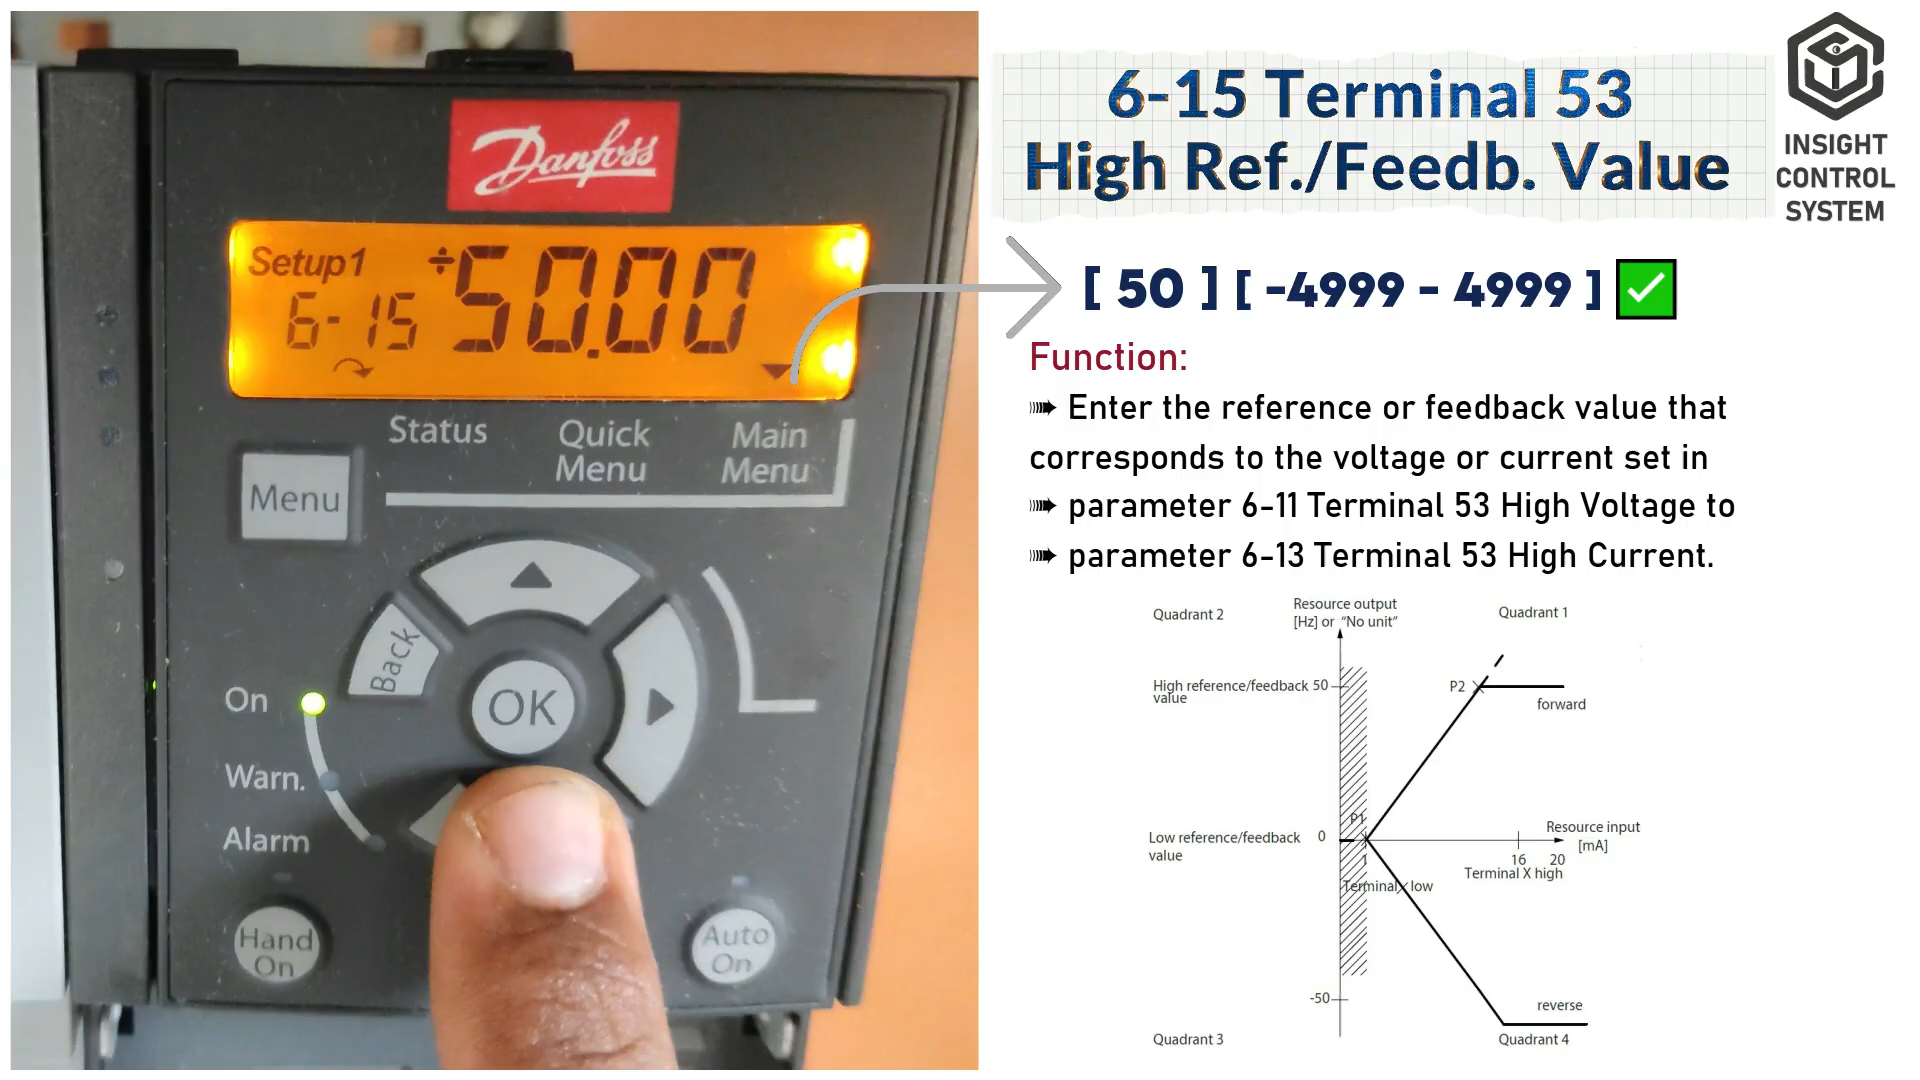 Danfoss
Setup1
÷50.00
6-15
Status
Quick
Menu
Main
Menu
Menu
Back
OK
On
Warn.
Alarm
Hand
On
Auto
On
6-15 Terminal 53
High Ref./Feedb. Value
INSIGHT
CONTROL
SYSTEM
[ 50 ] [ -4999 - 4999 ]
Function:
➠ Enter the reference or feedback value that
corresponds to the voltage or current set in
➠ parameter 6-11 Terminal 53 High Voltage to
➠ parameter 6-13 Terminal 53 High Current.
Quadrant 2
Resource output
[Hz] or “No unit”
Quadrant 1
High reference/feedback 50
value
P2
forward
P1
Low reference/feedback
value
0
1
Resource input
[mA]
16 20
Terminal X high
Terminal X low
-50
reverse
Quadrant 3
Quadrant 4